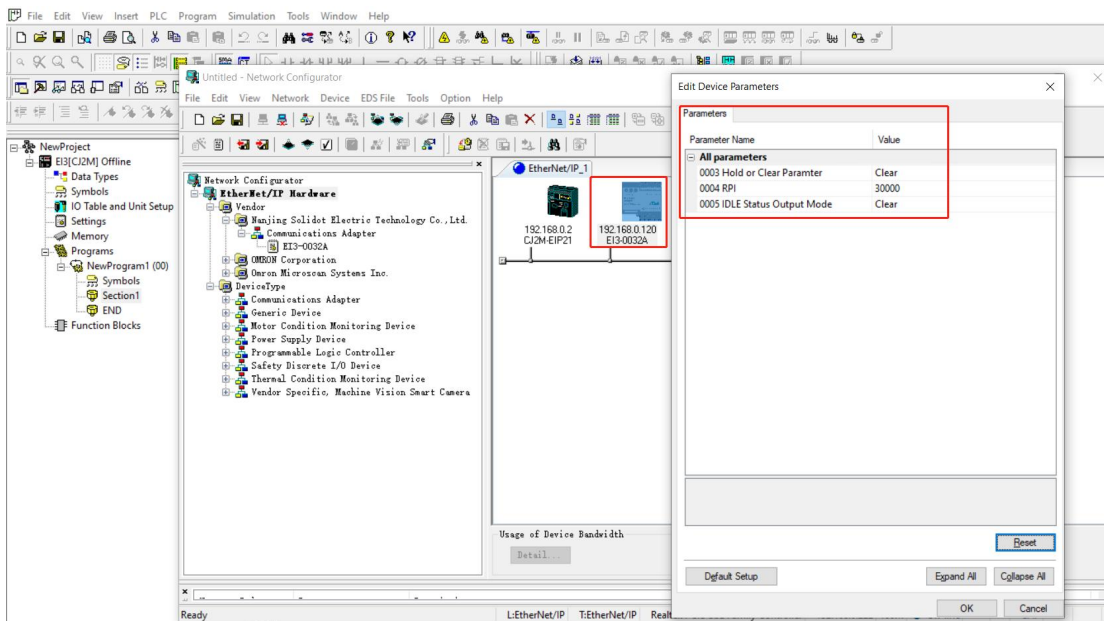 File Edit View Insert PLC Program Simulation Tools Window Help
Untitled - Network Configurator
File Edit View Network Device EDS File Tools Option Help
NewProject
EI3[CJ2M] Offline
Data Types
Symbols
IO Table and Unit Setup
Settings
Memory
Programs
NewProgram1 (00)
Symbols
Section1
END
Function Blocks
Network Configurator
EtherNet/IP Hardware
Vendor
Nanjing Solidot Electric Technology Co., Ltd.
Communications Adapter
EI3-0032A
OMRON Corporation
Omron Microscan Systems Inc.
DeviceType
Communications Adapter
Generic Device
Motor Condition Monitoring Device
Power Supply Device
Programmable Logic Controller
Safety Discrete I/O Device
Thermal Condition Monitoring Device
Vendor Specific, Machine Vision Smart Camera
EtherNet/IP_1
192.168.0.2
CJ2M-EIP21
192.168.0.120
EI3-0032A
Usage of Device Bandwidth
Detail...
Ready
L:EtherNet/IP T:EtherNet/IP Realt
Edit Device Parameters
Parameters
Parameter Name Value
All parameters
0003 Hold or Clear Paramter Clear
0004 RPI 30000
0005 IDLE Status Output Mode Clear
Reset
Default Setup Expand All Collapse All
OK Cancel